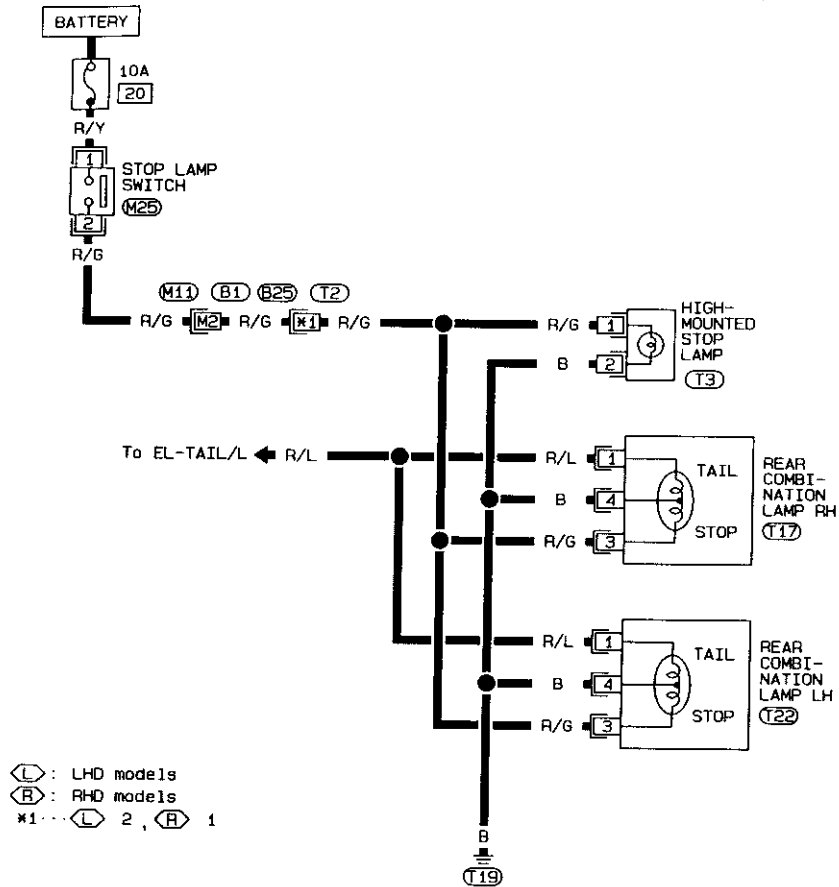 BATTERY
10A
20
R/Y
1
STOP LAMP
SWITCH
M25
2
R/G
M11 B1 B25 T2
R/G M2 R/G *1 R/G
R/G 1
B 2
HIGH-
MOUNTED
STOP
LAMP
T3
To EL-TAIL/L R/L
R/L 1 TAIL
B 4
R/G 3 STOP
REAR
COMBI-
NATION
LAMP RH
T17
R/L 1 TAIL
B 4
R/G 3 STOP
REAR
COMBI-
NATION
LAMP LH
T22
L : LHD models
R : RHD models
*1··· L 2 , R 1
B
T19